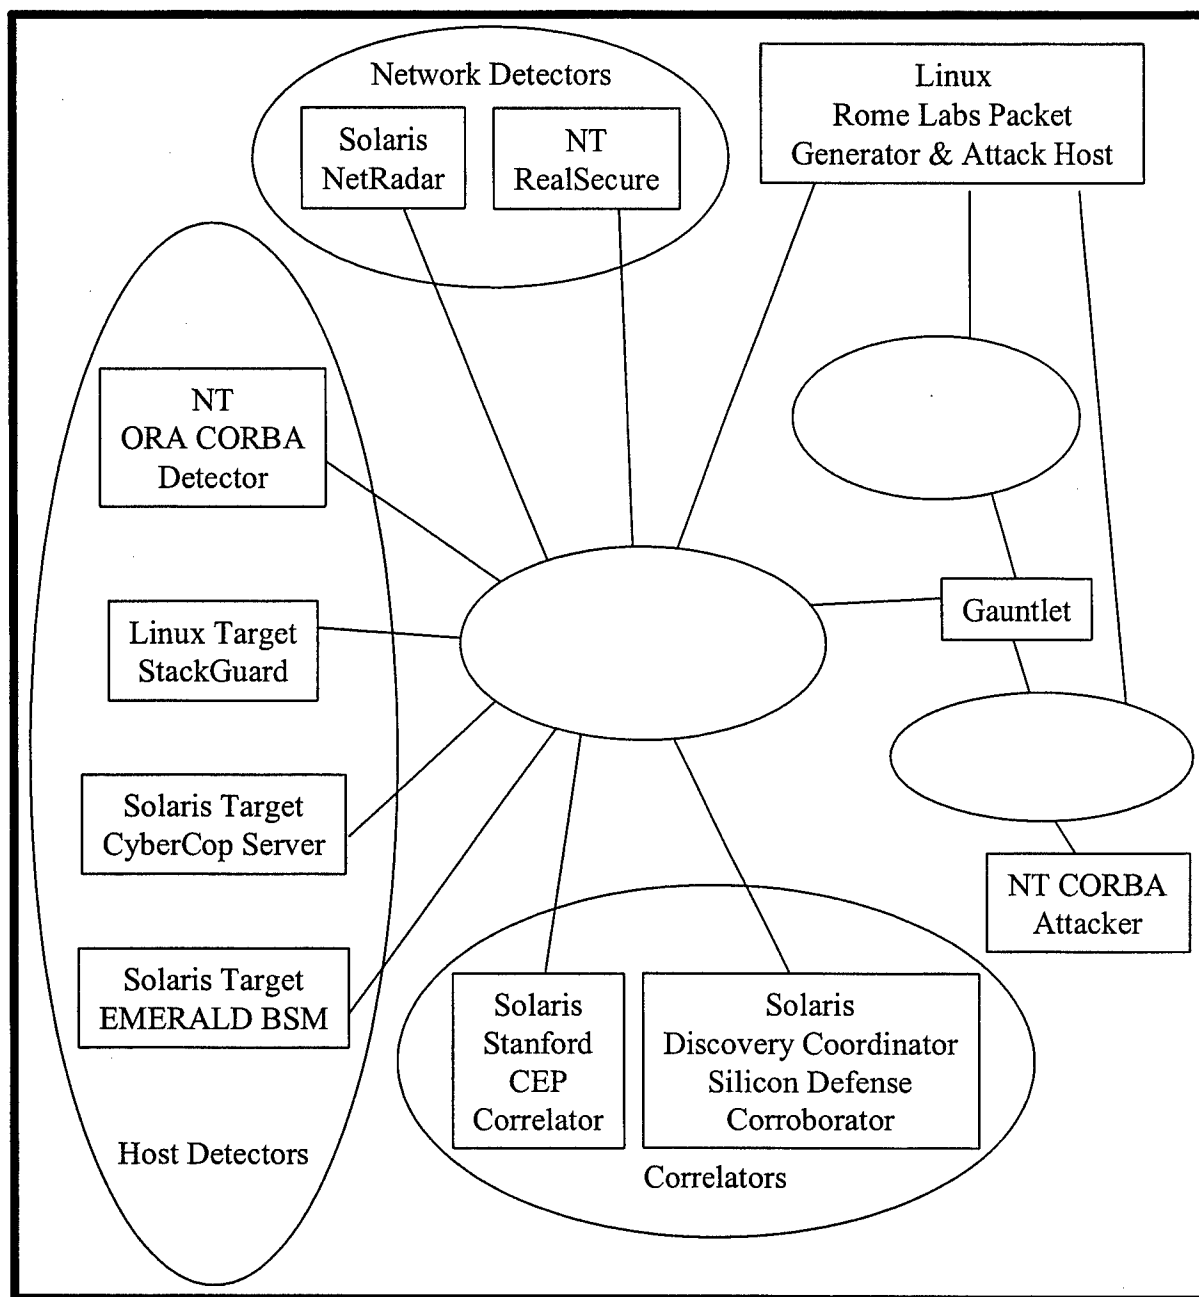 Network Detectors
Solaris
NetRadar
NT
RealSecure
Linux
Rome Labs Packet
Generator & Attack Host
NT
ORA CORBA
Detector
Linux Target
StackGuard
Gauntlet
Solaris Target
CyberCop Server
NT CORBA
Attacker
Solaris Target
EMERALD BSM
Host Detectors
Solaris
Stanford
CEP
Correlator
Solaris
Discovery Coordinator
Silicon Defense
Corroborator
Correlators